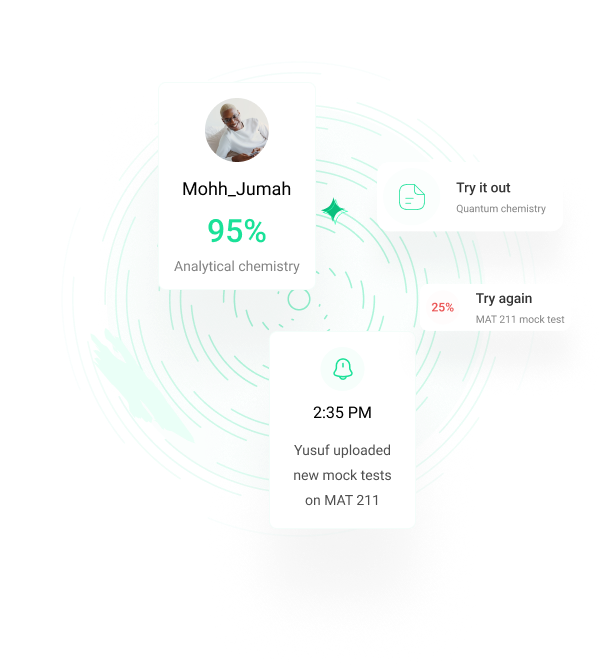 Mohh_Jumah
95%
Analytical chemistry
Try it out
Quantum chemistry
25%
Try again
MAT 211 mock test
2:35 PM
Yusuf uploaded
new mock tests
on MAT 211